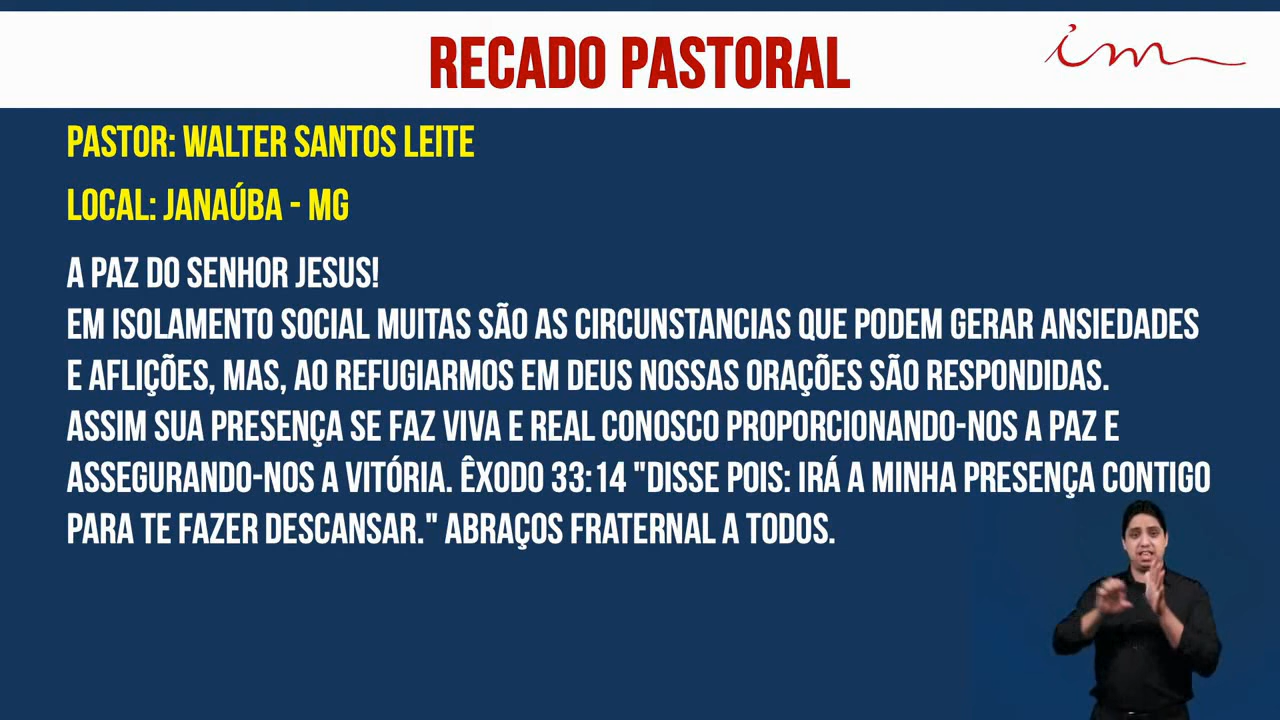 RECADO PASTORAL
im
PASTOR: WALTER SANTOS LEITE
LOCAL: JANAÚBA - MG
A PAZ DO SENHOR JESUS!
EM ISOLAMENTO SOCIAL MUITAS SÃO AS CIRCUNSTANCIAS QUE PODEM GERAR ANSIEDADES
E AFLIÇÕES, MAS, AO REFUGIARMOS EM DEUS NOSSAS ORAÇÕES SÃO RESPONDIDAS.
ASSIM SUA PRESENÇA SE FAZ VIVA E REAL CONOSCO PROPORCIONANDO-NOS A PAZ E
ASSEGURANDO-NOS A VITÓRIA. ÊXODO 33:14 "DISSE POIS: IRÁ A MINHA PRESENÇA CONTIGO
PARA TE FAZER DESCANSAR." ABRAÇOS FRATERNAL A TODOS.